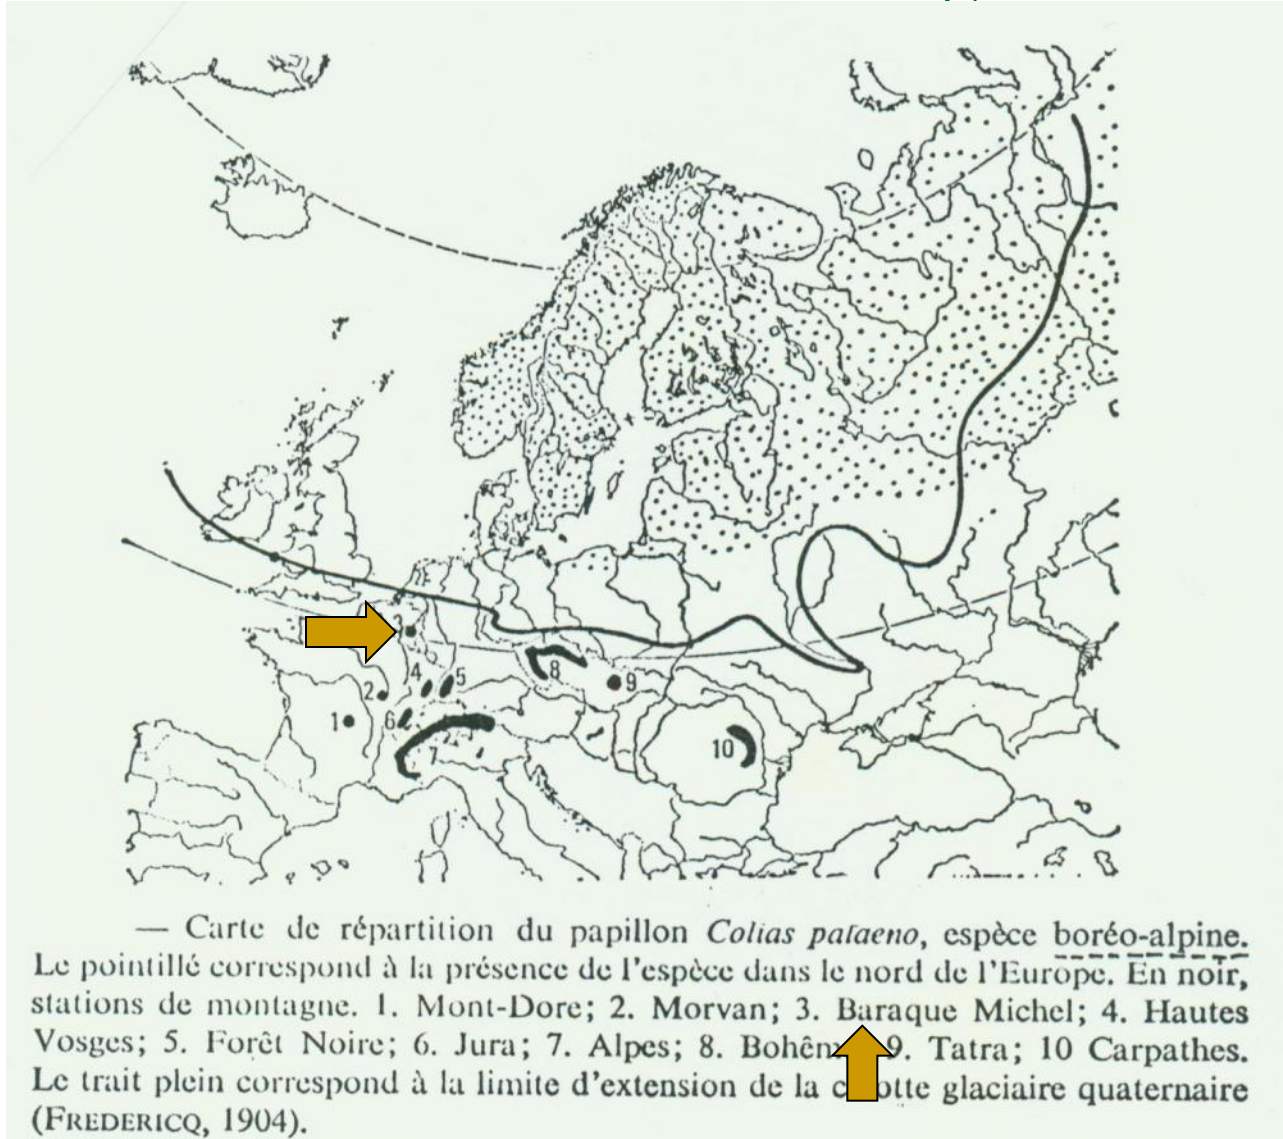 3
4
5
8
9
2
1
6
7
10
— Carte de répartition du papillon Colias palaeno, espèce boréo-alpine.
Le pointillé correspond à la présence de l'espèce dans le nord de l'Europe. En noir,
stations de montagne. 1. Mont-Dore; 2. Morvan; 3. Baraque Michel; 4. Hautes
Vosges; 5. Forêt Noire; 6. Jura; 7. Alpes; 8. 9. Tatra; 10 Carpathes.
Le trait plein correspond à la limite d'extension de la glaciaire quaternaire
(FREDERICQ, 1904).